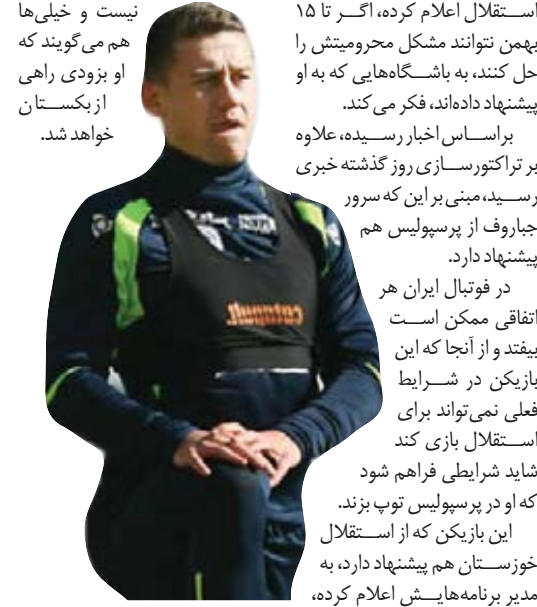 استقلال اعلام کرده، اگر تا ۱۵
بهمن نتوانند مشکل محرومیتش را
حل کنند، به باشگاه‌هایی که به او
پیشنهاد داده‌اند، فکر می‌کند.
براساس اخبار رسیده، علاوه
بر تراکتورسازی روز گذشته خبری
رسید، مبنی بر این که سرور
جباروف از پرسپولیس هم
پیشنهاد دارد.
در فوتبال ایران هر
اتفاقی ممکن است
بیفتد و از آنجا که این
بازیکن در شرایط
فعلی نمی‌تواند برای
استقلال بازی کند
شاید شرایطی فراهم شود
که او در پرسپولیس توپ بزند.
این بازیکن که از استقلال
خوزستان هم پیشنهاد دارد، به
مدیر برنامه‌هایش اعلام کرده،
نیست و خیلی‌ها
هم می‌گویند که
او بزودی راهی
ازبکستان
خواهد شد.